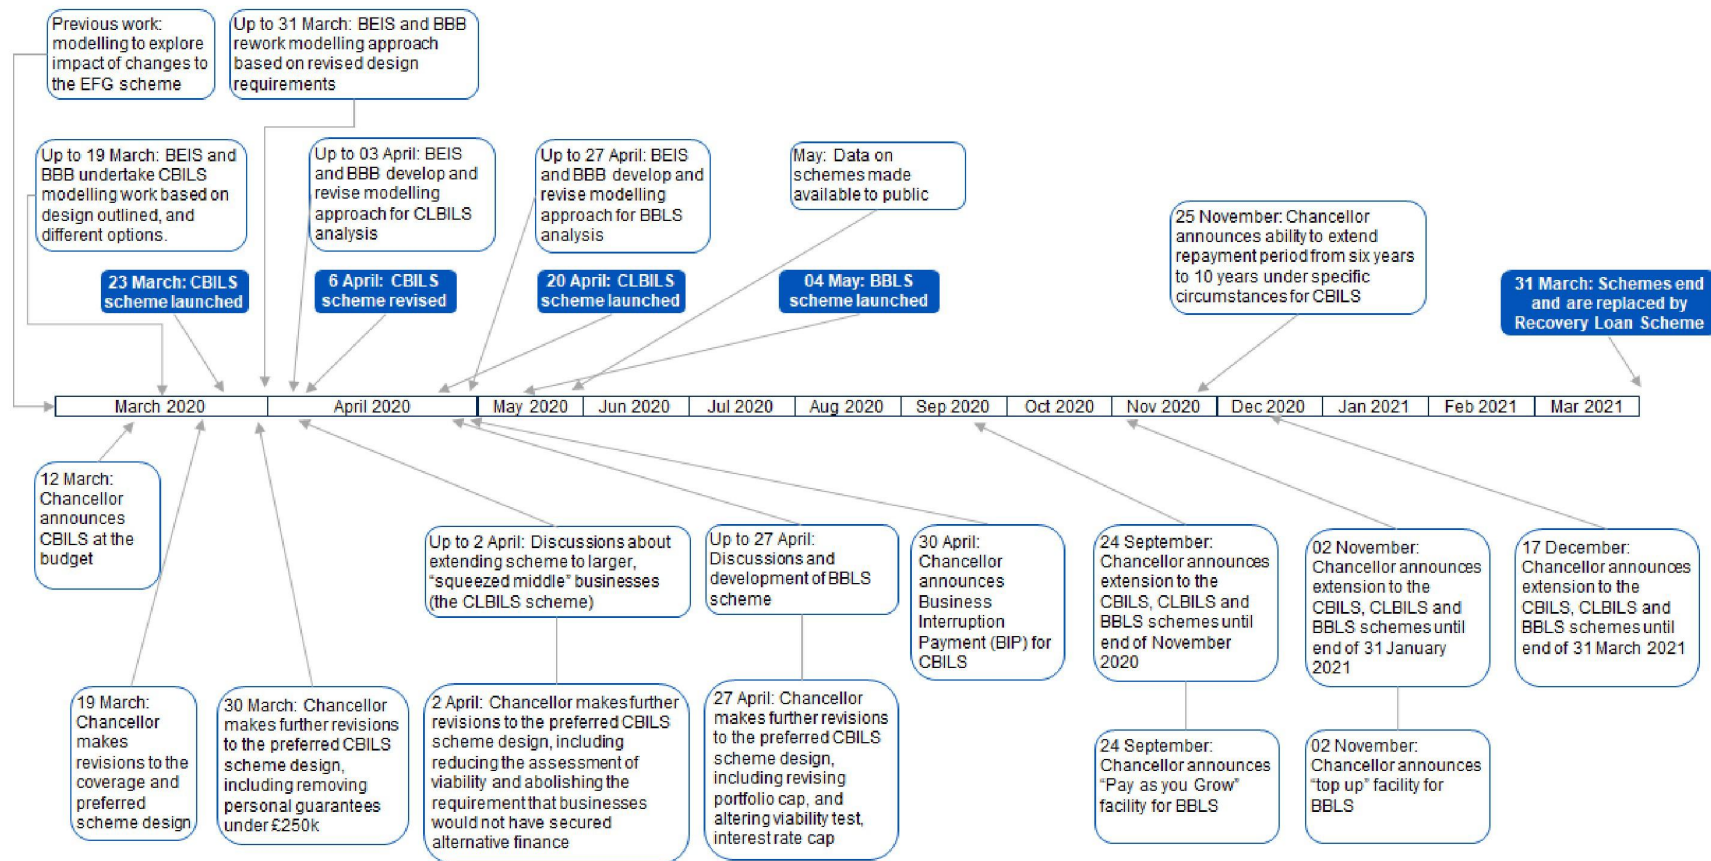 Previous work:
modelling to explore
impact of changes to
the EFG scheme
Up to 31 March: BEIS and BBB
rework modelling approach
based on revised design
requirements
Up to 19 March: BEIS and
BBB undertake CBILS
modelling work based on
design outlined, and
different options.
Up to 03 April: BEIS
and BBB develop and
revise modelling
approach for CLBILS
analysis
Up to 27 April: BEIS
and BBB develop and
revise modelling
approach for BBLS
analysis
May: Data on
schemes made
available to public
25 November: Chancellor
announces ability to extend
repayment period from six years
to 10 years under specific
circumstances for CBILS
23 March: CBILS
scheme launched
6 April: CBILS
scheme revised
20 April: CLBILS
scheme launched
04 May: BBLS
scheme launched
31 March: Schemes end
and are replaced by
Recovery Loan Scheme
March 2020
April 2020
May 2020
Jun 2020
Jul 2020
Aug 2020
Sep 2020
Oct 2020
Nov 2020
Dec 2020
Jan 2021
Feb 2021
Mar 2021
12 March:
Chancellor
announces
CBILS at the
budget
Up to 2 April: Discussions about
extending scheme to larger,
“squeezed middle” businesses
(the CLBILS scheme)
Up to 27 April:
Discussions and
development of BBLS
scheme
30 April:
Chancellor
announces
Business
Interruption
Payment (BIP) for
CBILS
24 September:
Chancellor announces
extension to the
CBILS, CLBILS and
BBLS schemes until
end of November
2020
02 November:
Chancellor announces
extension to the
CBILS, CLBILS and
BBLS schemes until
end of 31 January
2021
17 December:
Chancellor announces
extension to the
CBILS, CLBILS and
BBLS schemes until
end of 31 March 2021
19 March:
Chancellor
makes
revisions to the
coverage and
preferred
scheme design
30 March: Chancellor
makes further revisions
to the preferred CBILS
scheme design,
including removing
personal guarantees
under £250k
2 April: Chancellor makes further
revisions to the preferred CBILS
scheme design, including
reducing the assessment of
viability and abolishing the
requirement that businesses
would not have secured
alternative finance
27 April: Chancellor
makes further revisions
to the preferred CBILS
scheme design,
including revising
portfolio cap, and
altering viability test,
interest rate cap
24 September:
Chancellor announces
“Pay as you Grow”
facility for BBLS
02 November:
Chancellor announces
“top up” facility for
BBLS